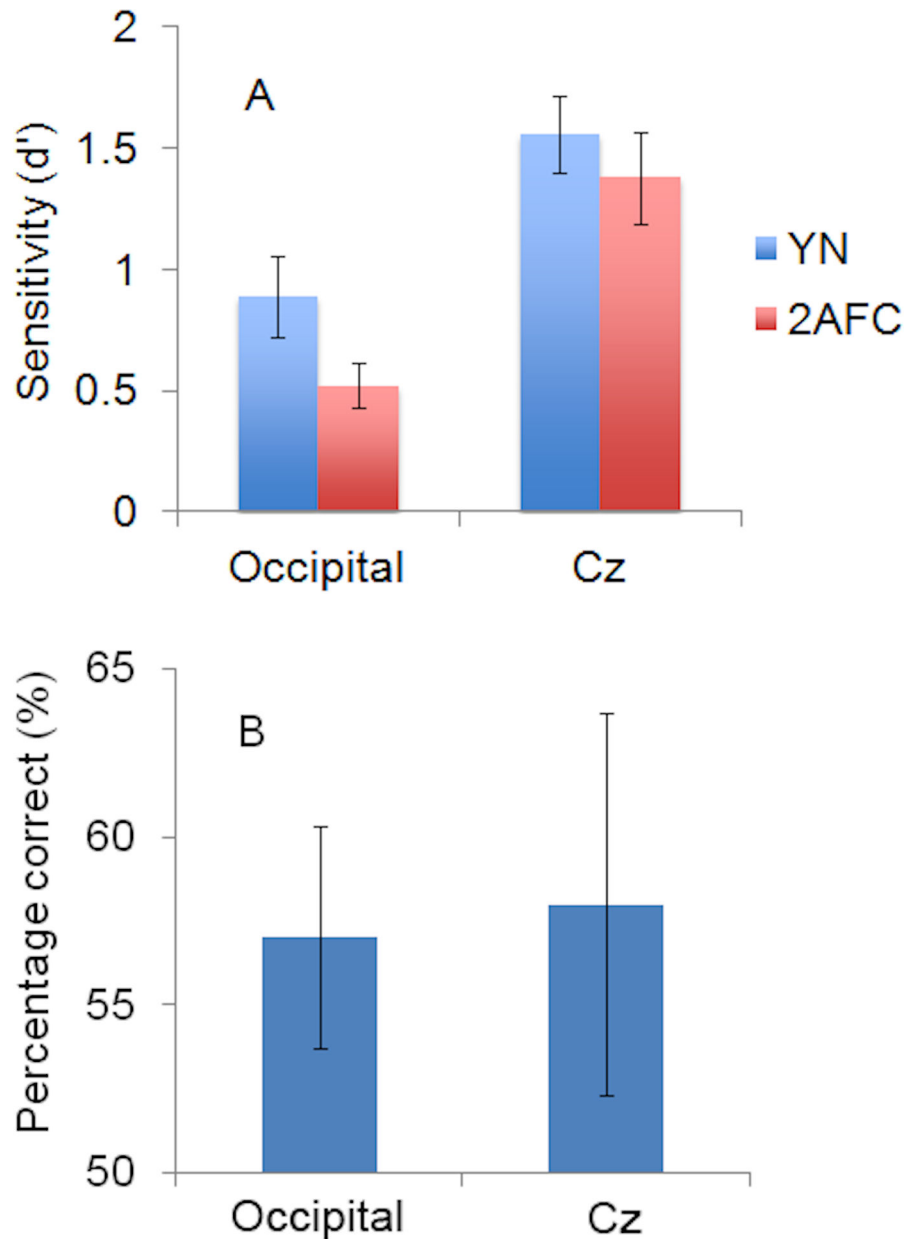 2
A
1.5
Sensitivity (d')
1
YN
2AFC
0.5
0
Occipital Cz
65
B
Percentage correct (%)
60
55
50
Occipital Cz